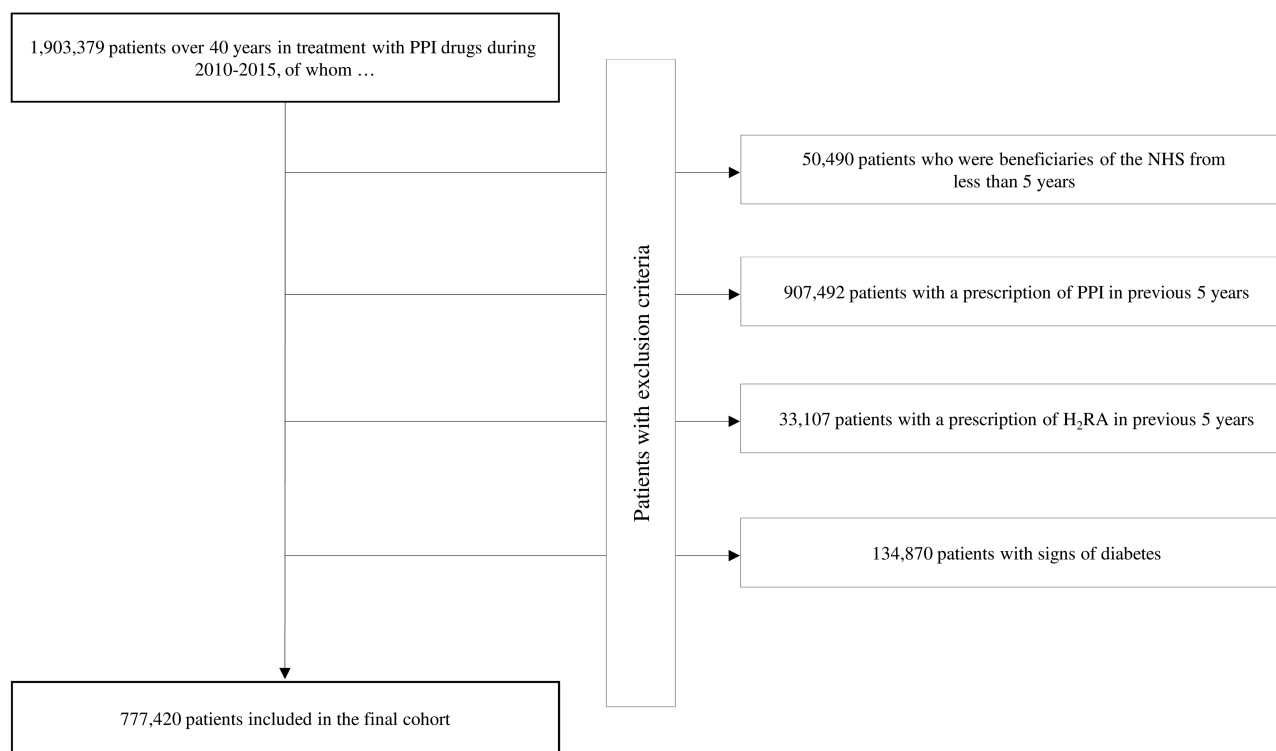 1,903,379 patients over 40 years in treatment with PPI drugs during
2010-2015, of whom …
Patients with exclusion criteria
50,490 patients who were beneficiaries of the NHS from
less than 5 years
907,492 patients with a prescription of PPI in previous 5 years
33,107 patients with a prescription of H₂RA in previous 5 years
134,870 patients with signs of diabetes
777,420 patients included in the final cohort